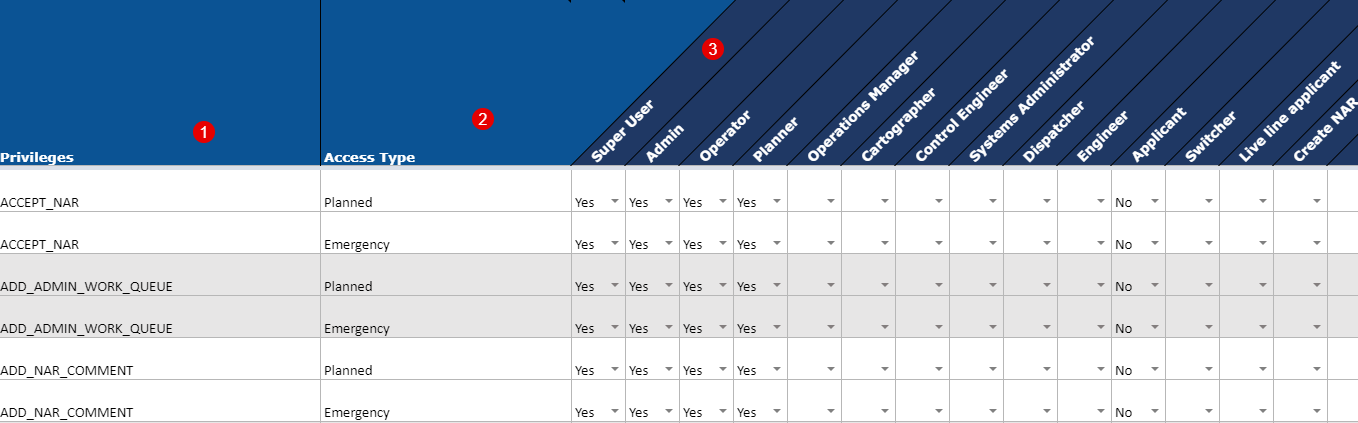 1
2
3
Privileges Access Type Super User Admin Operator Planner Operations Manager Cartographer Control Engineer Systems Administrator Dispatcher Engineer Applicant Switcher Live line applicant Create NAR
ACCEPT_NAR Planned Yes Yes Yes Yes No
ACCEPT_NAR Emergency Yes Yes Yes Yes No
ADD_ADMIN_WORK_QUEUE Planned Yes Yes Yes Yes No
ADD_ADMIN_WORK_QUEUE Emergency Yes Yes Yes Yes No
ADD_NAR_COMMENT Planned Yes Yes Yes Yes No
ADD_NAR_COMMENT Emergency Yes Yes Yes Yes No